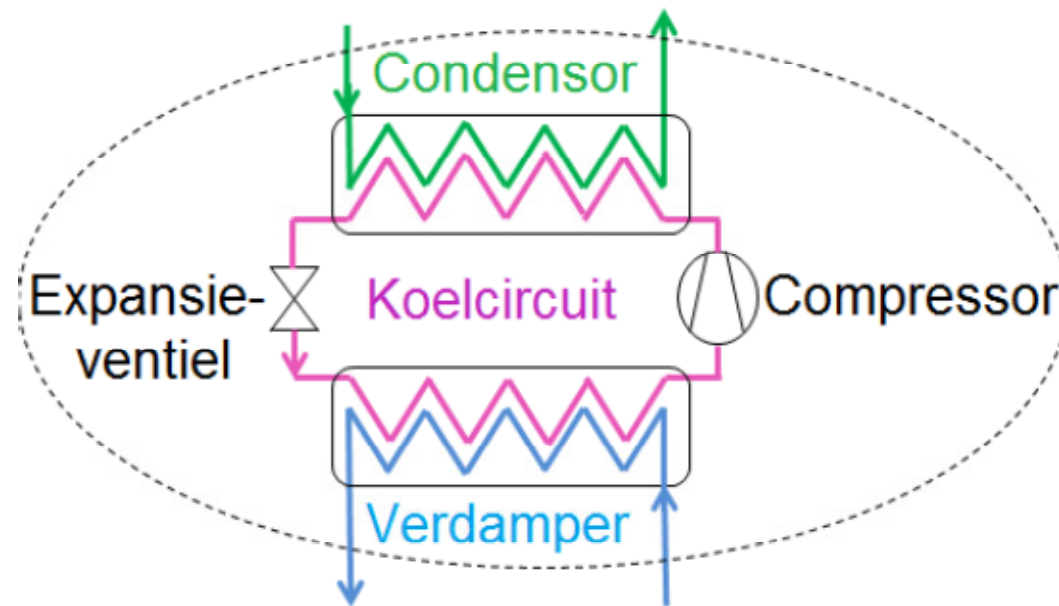 Condensor
Expansie-
ventiel
Koelcircuit
Compressor
Verdamper